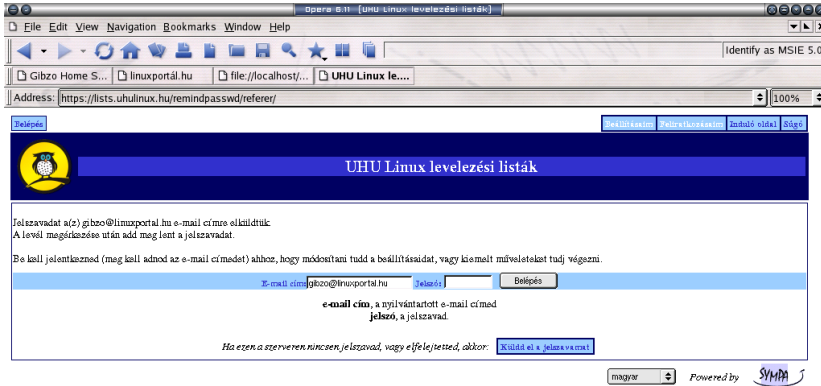 Opera 6.11 [UHU Linux levelezési listák]
File Edit View Navigation Bookmarks Window Help
Identify as MSIE 5.0
Gibzo Home S... linuxportál.hu file://localhost/... UHU Linux le....
Address: https://lists.uhulinux.hu/remindpasswd/referer/ 100%
Belépés Beállításaim Feliratkozásaim Induló oldal Súgó
UHU Linux levelezési listák
Jelszavadat a(z) gibzo@linuxportal.hu e-mail címre elküldtük.
A levél megérkezése után add meg lent a jelszavadat.
Be kell jelentkezned (meg kell adnod az e-mail címedet) ahhoz, hogy módosítani tudd a beállításaidat, vagy kiemelt műveleteket tudj végezni.
E-mail cím: gibzo@linuxportal.hu Jelszó: Belépés
e-mail cím, a nyilvántartott e-mail címed
jelszó, a jelszavad.
Ha ezen a szerveren nincsen jelszavad, vagy elfelejtetted, akkor: Küldd el a jelszavamat
magyar Powered by SYMPA